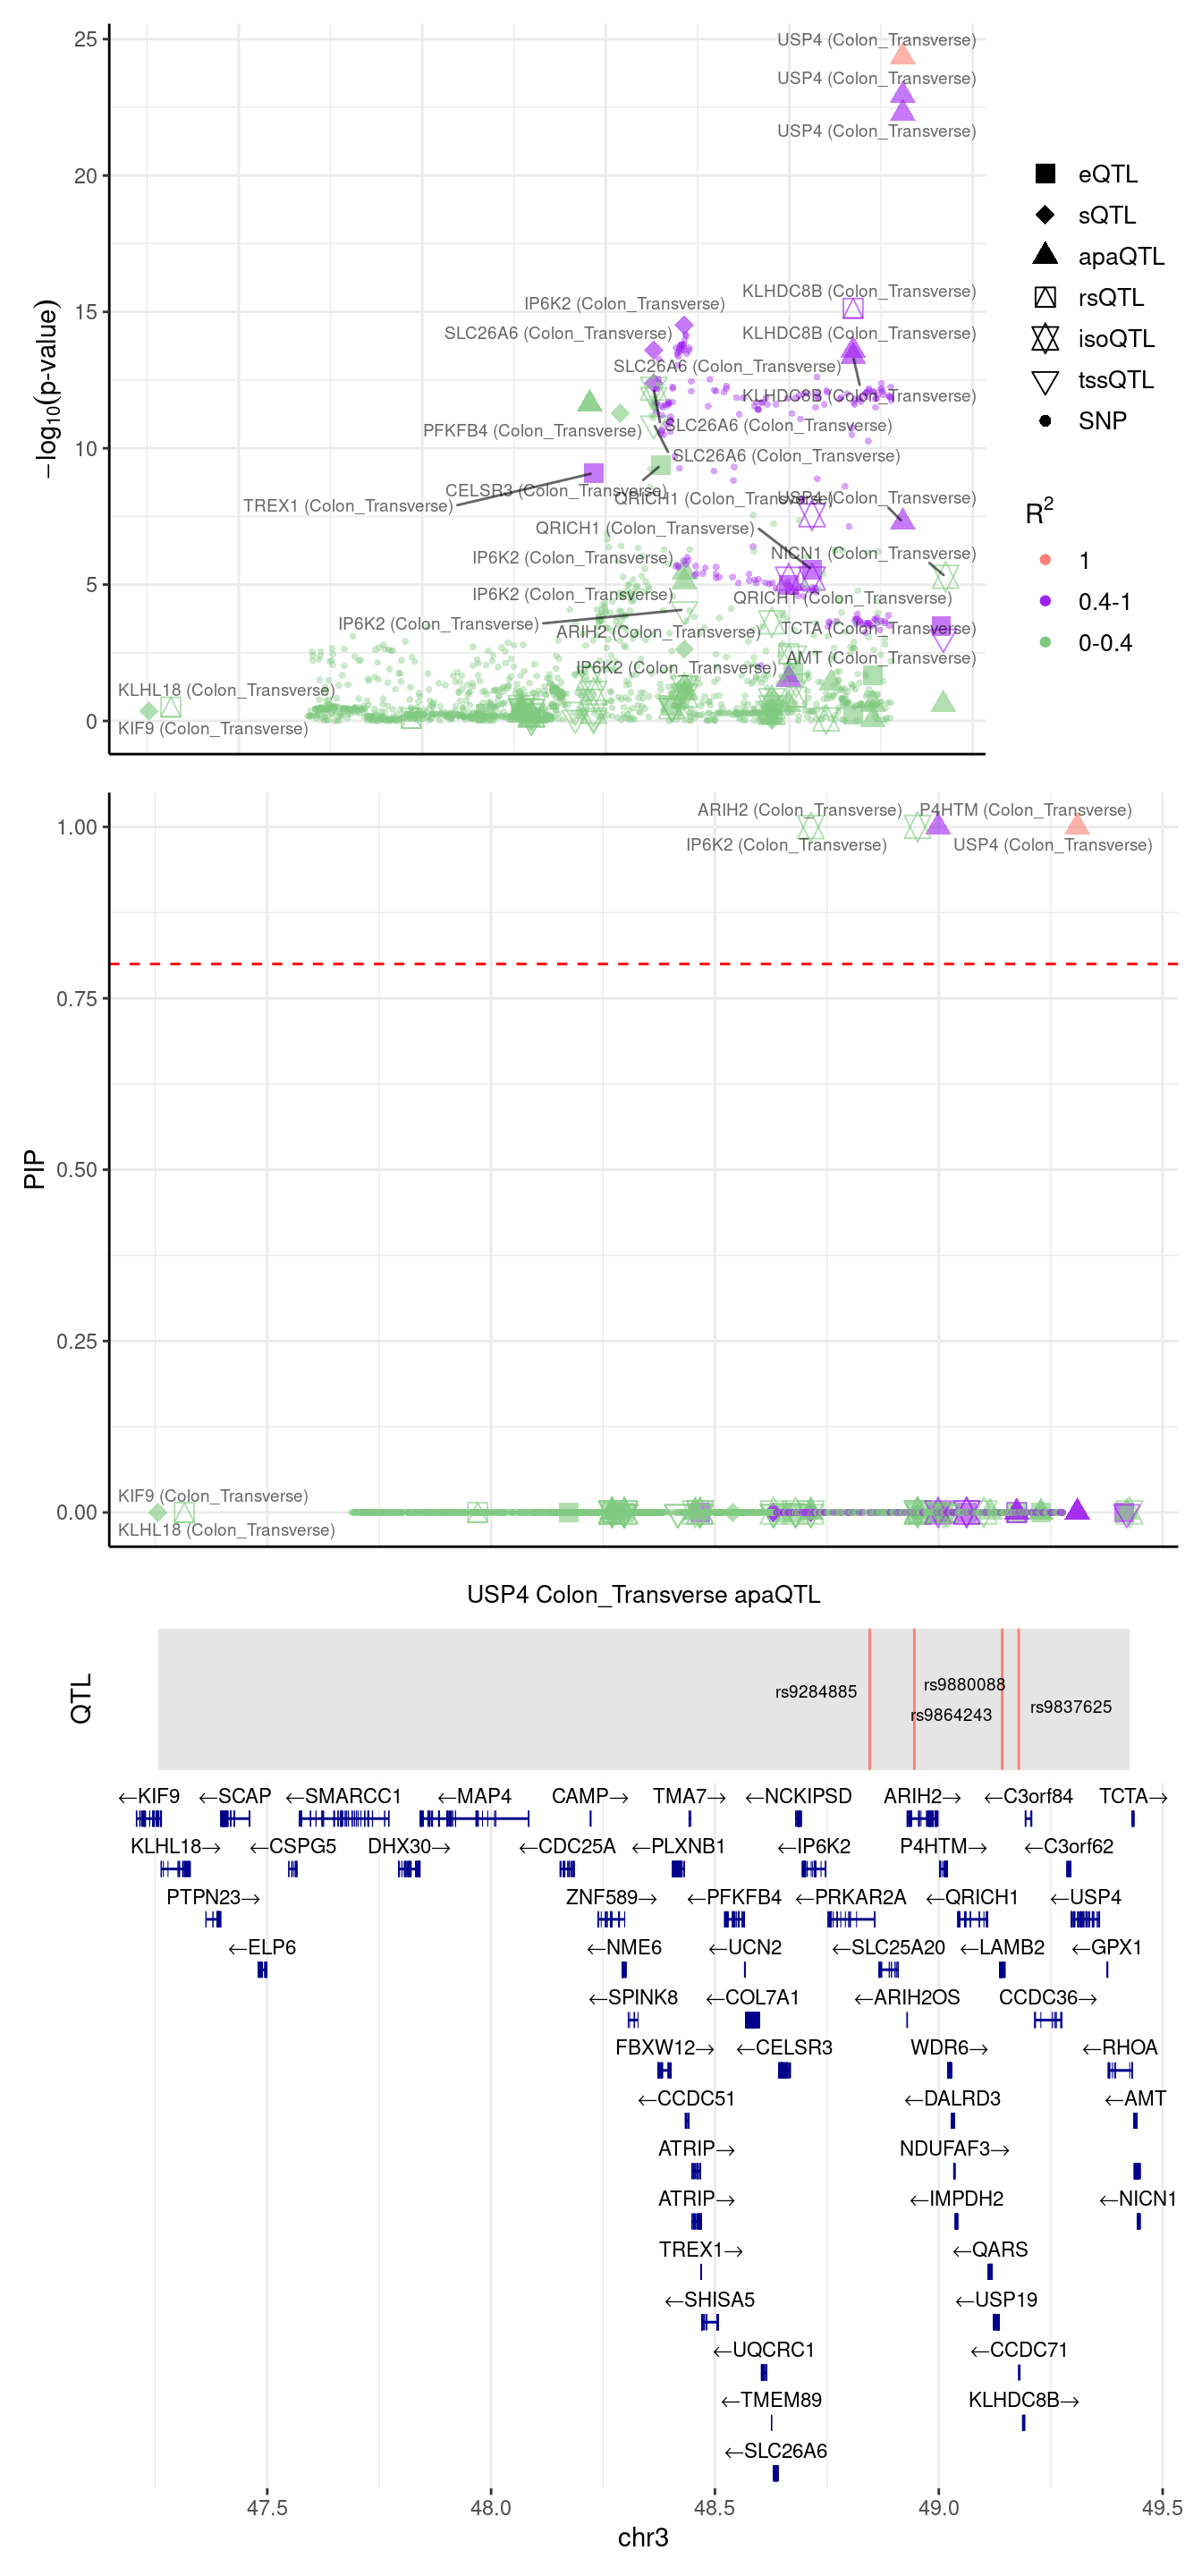 25
20
15
10
5
0
−log10(p-value)
USP4 (Colon_Transverse)
USP4 (Colon_Transverse)
USP4 (Colon_Transverse)
KLHDC8B (Colon_Transverse)
IP6K2 (Colon_Transverse)
SLC26A6 (Colon_Transverse)
KLHDC8B (Colon_Transverse)
SLC26A6 (Colon_Transverse)
KLHDC8B (Colon_Transverse)
PFKFB4 (Colon_Transverse)
SLC26A6 (Colon_Transverse)
SLC26A6 (Colon_Transverse)
CELSR3 (Colon_Transverse)
QRICH1 (Colon_Transverse)
USP4 (Colon_Transverse)
TREX1 (Colon_Transverse)
QRICH1 (Colon_Transverse)
IP6K2 (Colon_Transverse)
NICN1 (Colon_Transverse)
IP6K2 (Colon_Transverse)
QRICH1 (Colon_Transverse)
IP6K2 (Colon_Transverse)
ARIH2 (Colon_Transverse)
TCTA (Colon_Transverse)
IP6K2 (Colon_Transverse)
AMT (Colon_Transverse)
KLHL18 (Colon_Transverse)
KIF9 (Colon_Transverse)
eQTL
sQTL
apaQTL
rsQTL
isoQTL
tssQTL
SNP
R2
1
0.4-1
0-0.4
1.00
0.75
0.50
0.25
0.00
PIP
ARIH2 (Colon_Transverse)
P4HTM (Colon_Transverse)
IP6K2 (Colon_Transverse)
USP4 (Colon_Transverse)
KIF9 (Colon_Transverse)
KLHL18 (Colon_Transverse)
USP4 Colon_Transverse apaQTL
QTL
rs9284885
rs9880088
rs9864243
rs9837625
←KIF9 ←SCAP ←SMARCC1 ←MAP4 CAMP→ TMA7→ ←NCKIPSD ARIH2→ ←C3orf84 TCTA→
KLHL18→ ←CSPG5 DHX30→ ←CDC25A ←PLXNB1 ←IP6K2 P4HTM→ ←C3orf62
PTPN23→ ZNF589→ ←PFKFB4 ←PRKAR2A ←QRICH1 ←USP4
←ELP6 ←NME6 ←UCN2 ←SLC25A20 ←LAMB2 ←GPX1
←SPINK8 ←COL7A1 ←ARIH2OS CCDC36→
FBXW12→ ←CELSR3 WDR6→ ←RHOA
←CCDC51 ←DALRD3 ←AMT
ATRIP→ NDUFAF3→
ATRIP→ ←IMPDH2 ←NICN1
TREX1→ ←QARS
←SHISA5 ←USP19
←UQCRC1 ←CCDC71
←TMEM89 KLHDC8B→
←SLC26A6
47.5 48.0 48.5 49.0 49.5
chr3